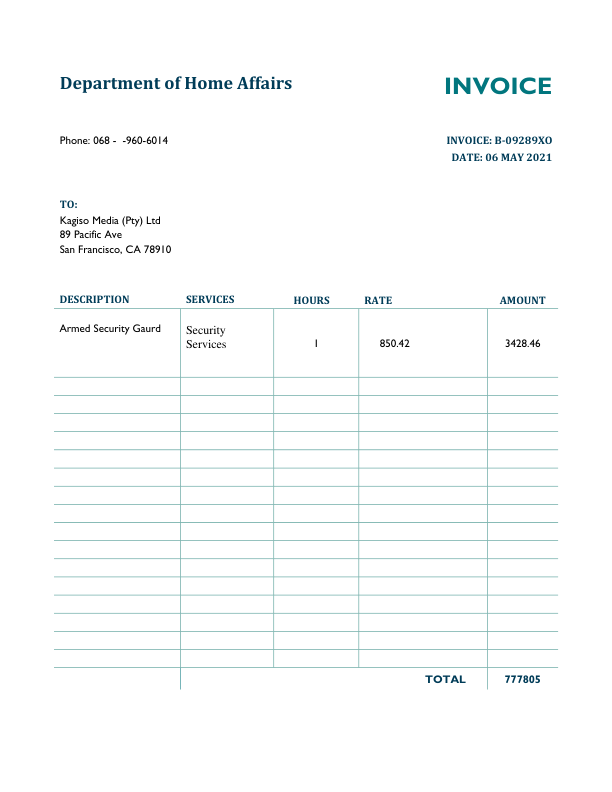 Department of Home Affairs
INVOICE
Phone: 068 -  -960-6014
INVOICE: B-09289XO
DATE: 06 MAY 2021
TO:
Kagiso Media (Pty) Ltd
89 Pacific Ave
San Francisco, CA 78910
DESCRIPTION SERVICES HOURS RATE AMOUNT
Armed Security Gaurd
Security
Services
1 850.42 3428.46
TOTAL 777805